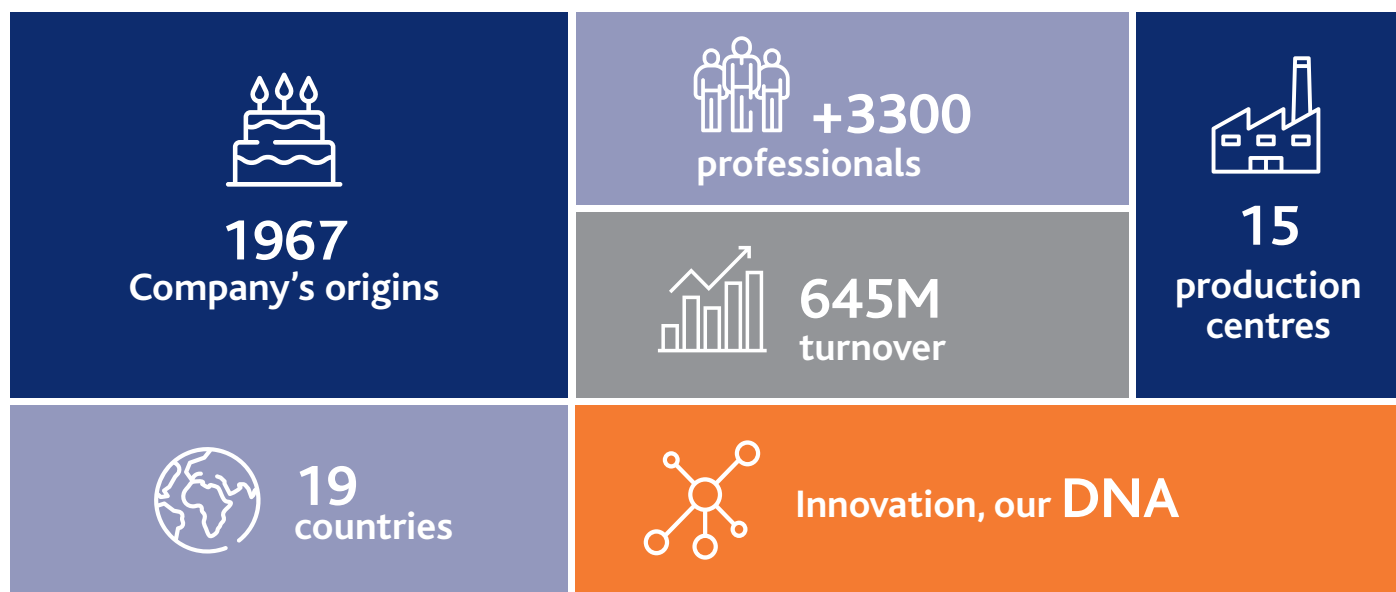 1967
Company’s origins
+3300
professionals
645M
turnover
15
production
centres
19
countries
Innovation, our DNA